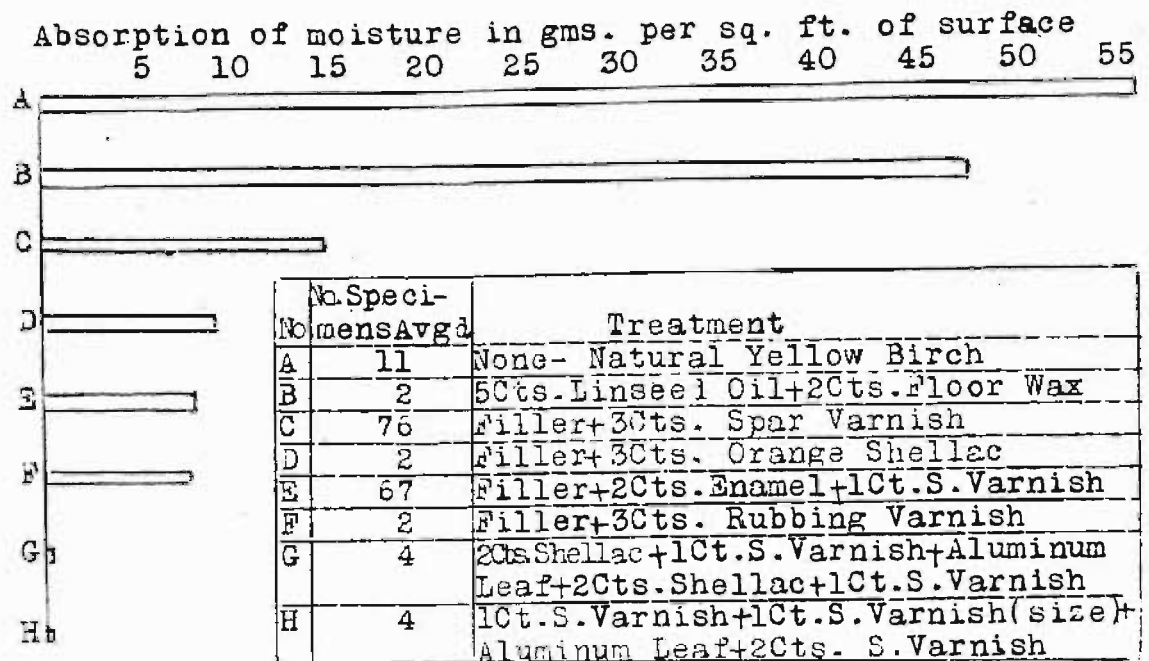 Absorption of moisture in gms. per sq. ft. of surface
5 10 15 20 25 30 35 40 45 50 55
A
B
C
D
E
F
G
H
No. Speci-
No mens Avgd Treatment
A 11 None- Natural Yellow Birch
B 2 5Cts. Linseel Oil+2Cts. Floor Wax
C 76 Filler+3Cts. Spar Varnish
D 2 Filler+3Cts. Orange Shellac
E 67 Filler+2Cts. Enamel+1Ct.S.Varnish
F 2 Filler+3Cts. Rubbing Varnish
G 4 2Cts Shellac+1Ct.S.Varnish+Aluminum
Leaf+2Cts.Shellac+1Ct.S.Varnish
H 4 1Ct.S.Varnish+1Ct.S.Varnish(size)+
Aluminum Leaf+2Cts. S.Varnish